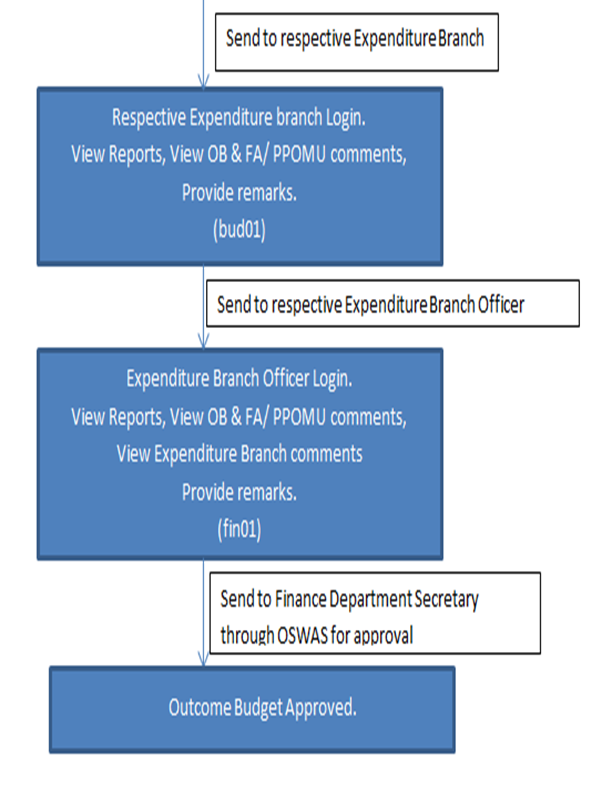 Send to respective Expenditure Branch
Respective Expenditure branch Login.
View Reports, View OB & FA/ PPOMU comments,
Provide remarks.
(bud01)
Send to respective Expenditure Branch Officer
Expenditure Branch Officer Login.
View Reports, View OB & FA/ PPOMU comments,
View Expenditure Branch comments
Provide remarks.
(fin01)
Send to Finance Department Secretary
through OSWAS for approval
Outcome Budget Approved.